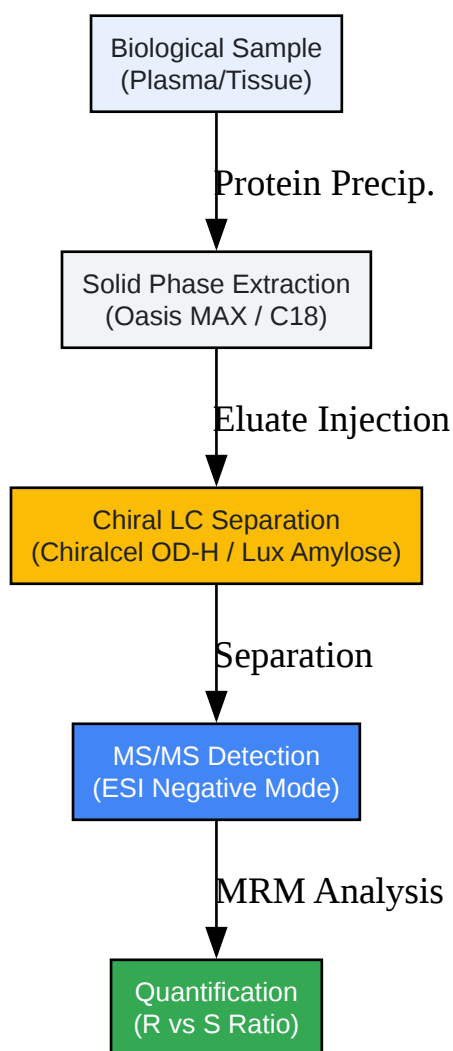 Biological Sample
(Plasma/Tissue)
Protein Precip.
Solid Phase Extraction
(Oasis MAX / C18)
Eluate Injection
Chiral LC Separation
(Chiralcel OD-H / Lux Amylose)
Separation
MS/MS Detection
(ESI Negative Mode)
MRM Analysis
Quantification
(R vs S Ratio)